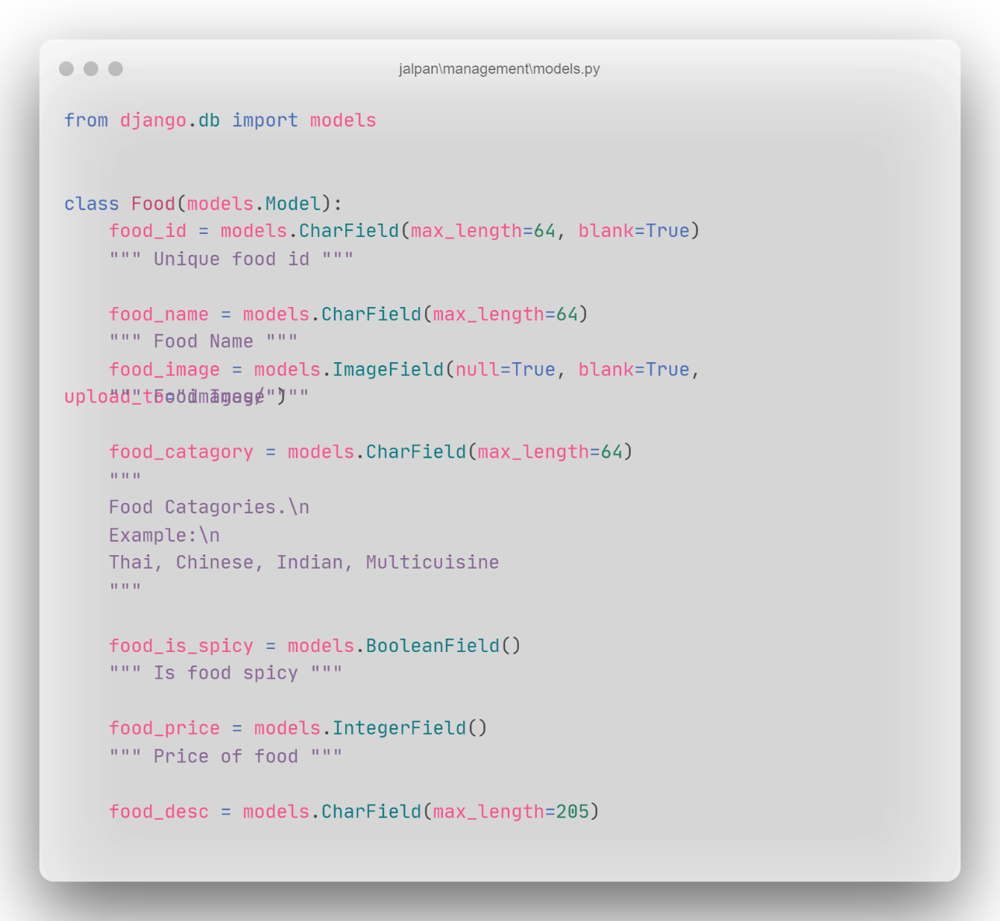 jalpan\management\models.py
from django.db import models
class Food(models.Model):
    food_id = models.CharField(max_length=64, blank=True)
    """ Unique food id """
    food_name = models.CharField(max_length=64)
    """ Food Name """
    food_image = models.ImageField(null=True, blank=True,
upload_to="images/")
    """ Food Image """
    food_catagory = models.CharField(max_length=64)
    """
    Food Catagories.\n
    Example:\n
    Thai, Chinese, Indian, Multicuisine
    """
    food_is_spicy = models.BooleanField()
    """ Is food spicy """
    food_price = models.IntegerField()
    """ Price of food """
    food_desc = models.CharField(max_length=205)